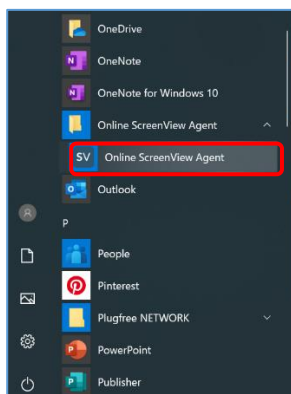 OneDrive
OneNote
OneNote for Windows 10
Online ScreenView Agent
SV Online ScreenView Agent
Outlook
P
People
Pinterest
Plugfree NETWORK
PowerPoint
Publisher